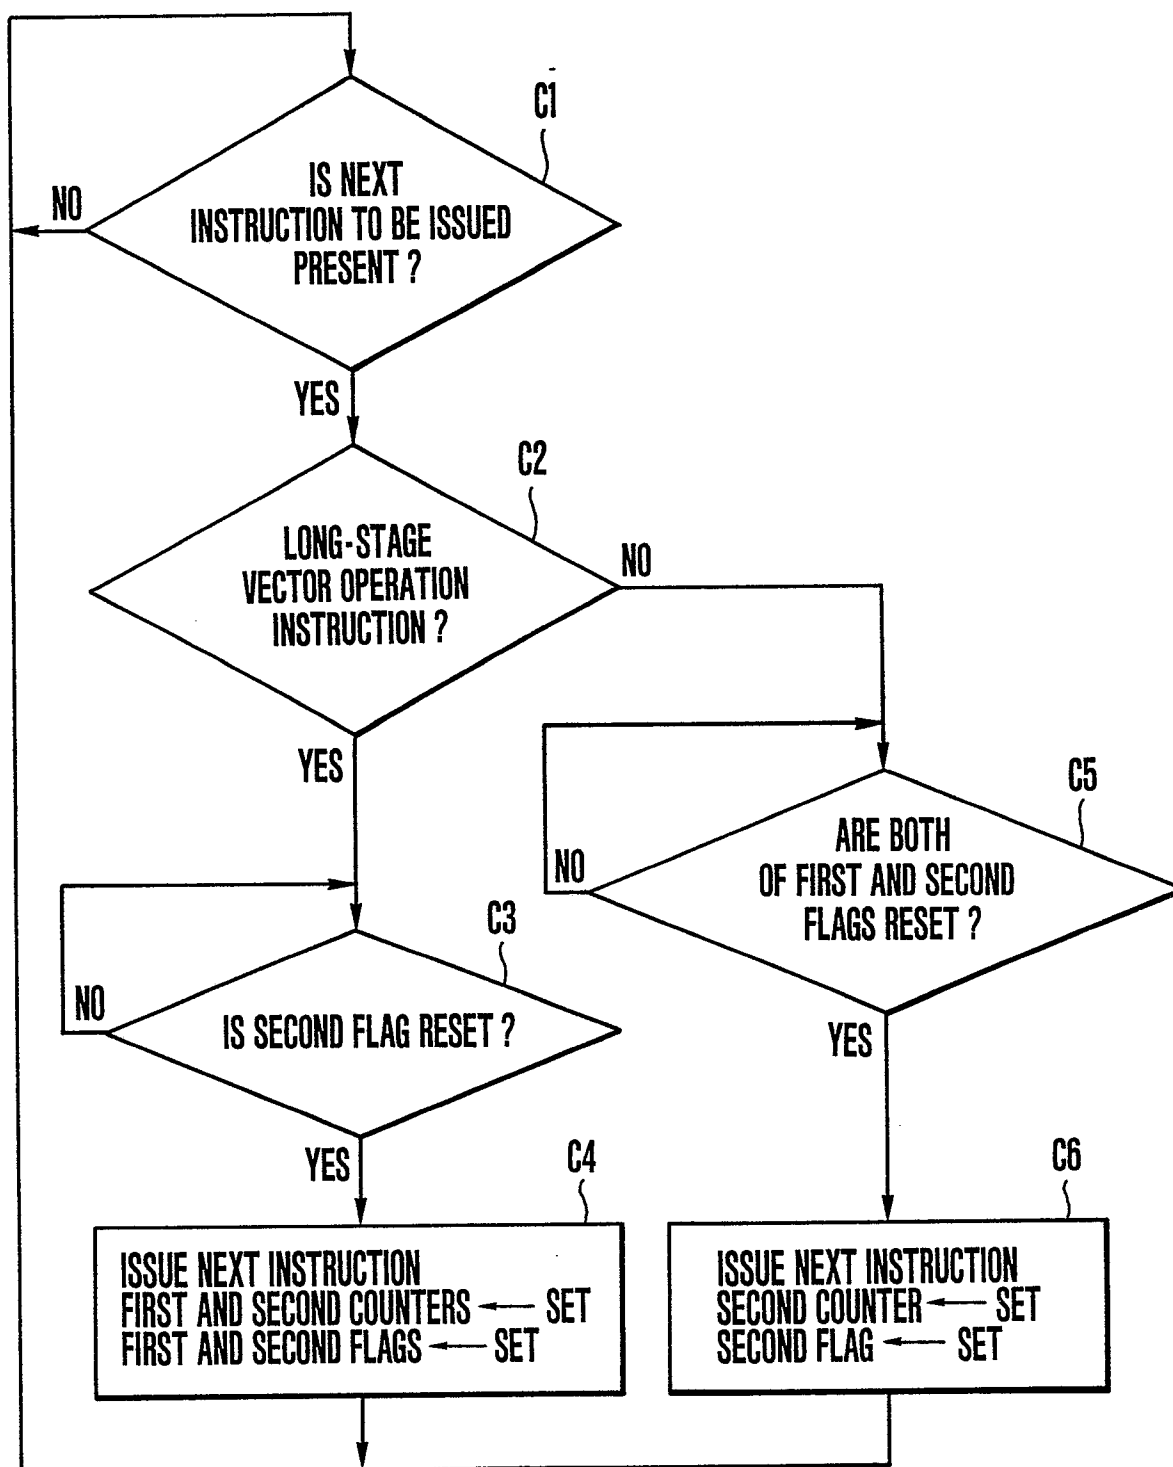 C1
IS NEXT
INSTRUCTION TO BE ISSUED
PRESENT ?
NO
YES
C2
LONG-STAGE
VECTOR OPERATION
INSTRUCTION ?
NO
YES
C5
ARE BOTH
OF FIRST AND SECOND
FLAGS RESET ?
NO
YES
C3
IS SECOND FLAG RESET ?
NO
YES
C4
ISSUE NEXT INSTRUCTION
FIRST AND SECOND COUNTERS ← SET
FIRST AND SECOND FLAGS ← SET
C6
ISSUE NEXT INSTRUCTION
SECOND COUNTER ← SET
SECOND FLAG ← SET